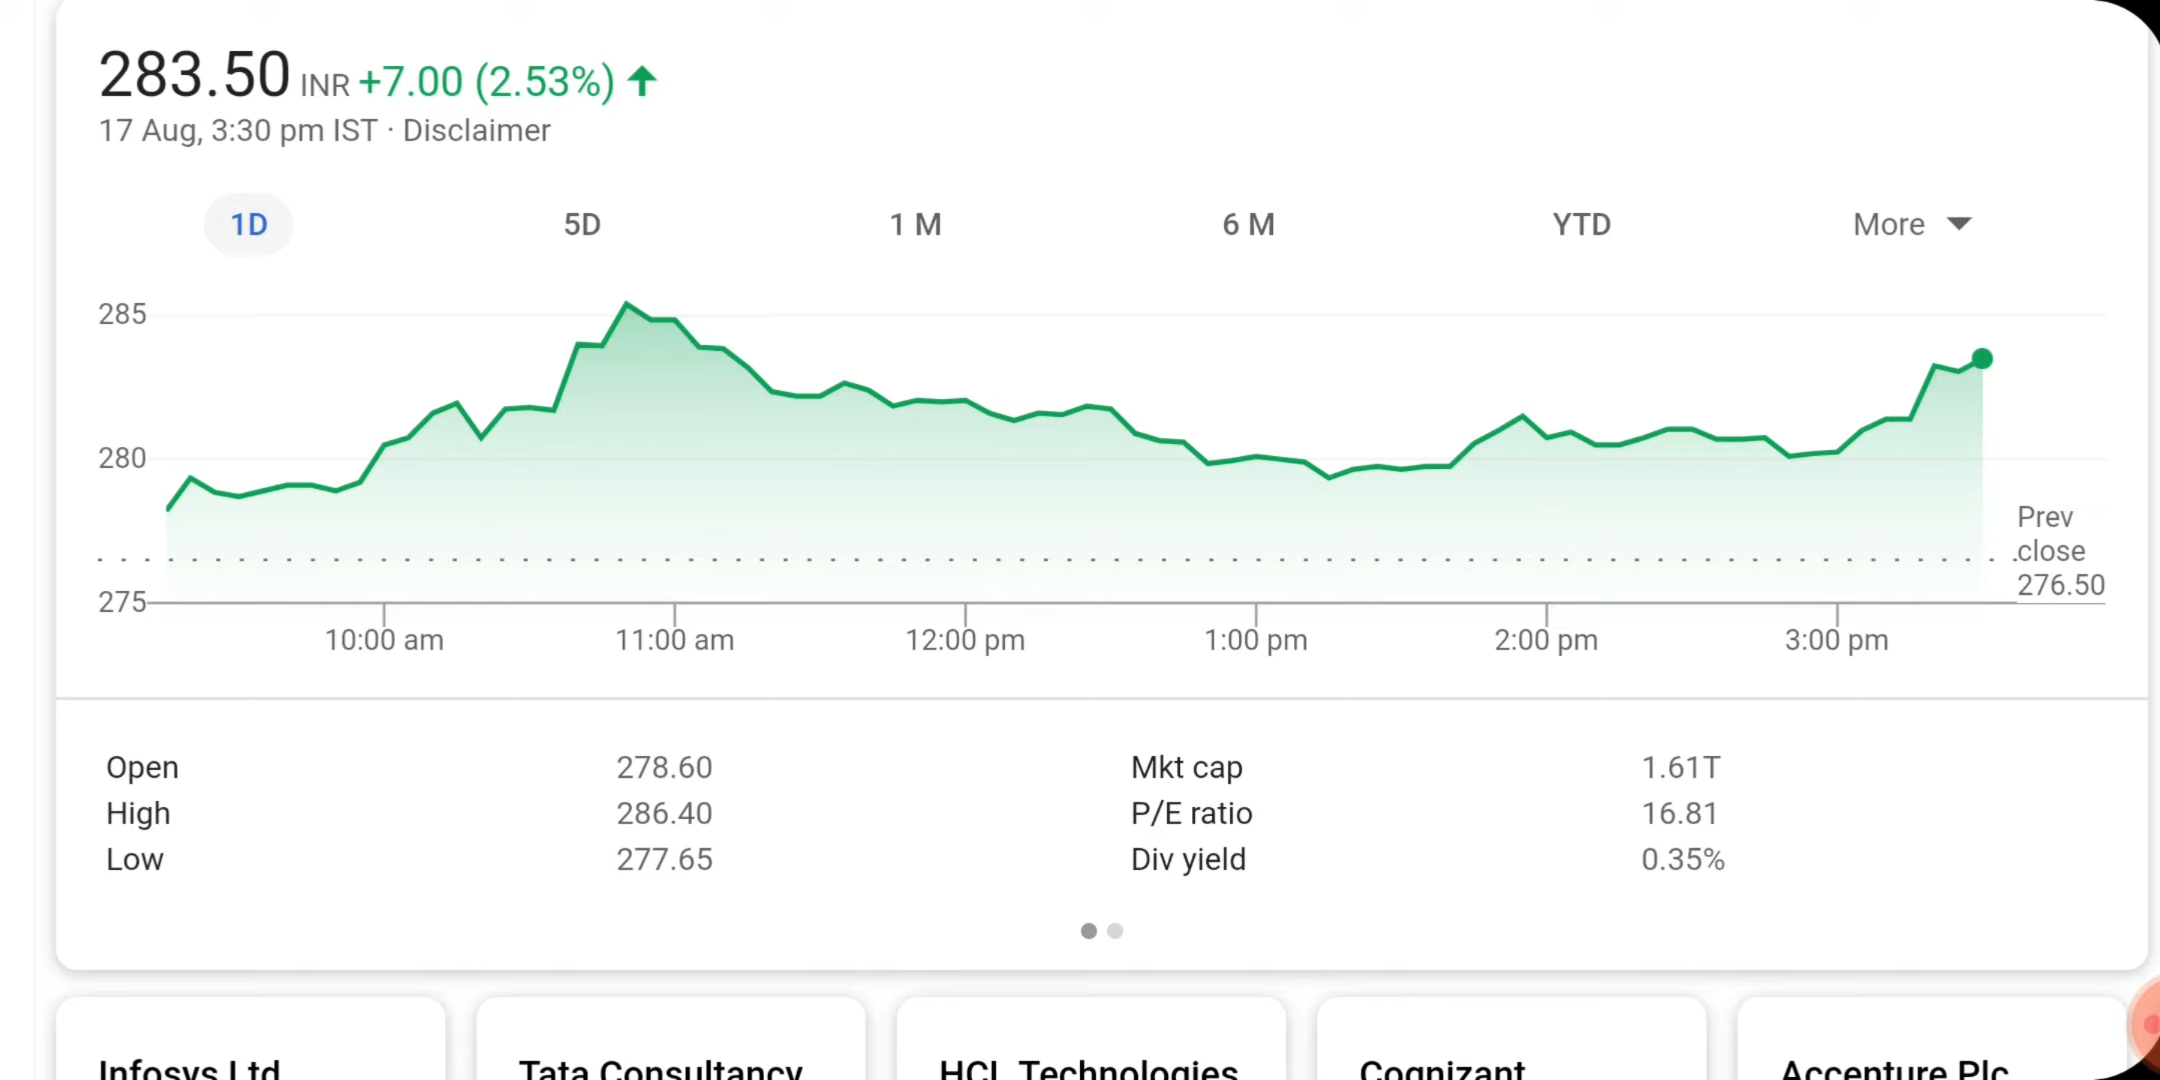 283.50 INR +7.00 (2.53%)
17 Aug, 3:30 pm IST · Disclaimer
1D 5D 1 M 6 M YTD More
285
280
275
Prev
close
276.50
10:00 am 11:00 am 12:00 pm 1:00 pm 2:00 pm 3:00 pm
Open 278.60 Mkt cap 1.61T
High 286.40 P/E ratio 16.81
Low 277.65 Div yield 0.35%
Infosys Ltd Tata Consultancy HCL Technologies Cognizant Accenture Plc